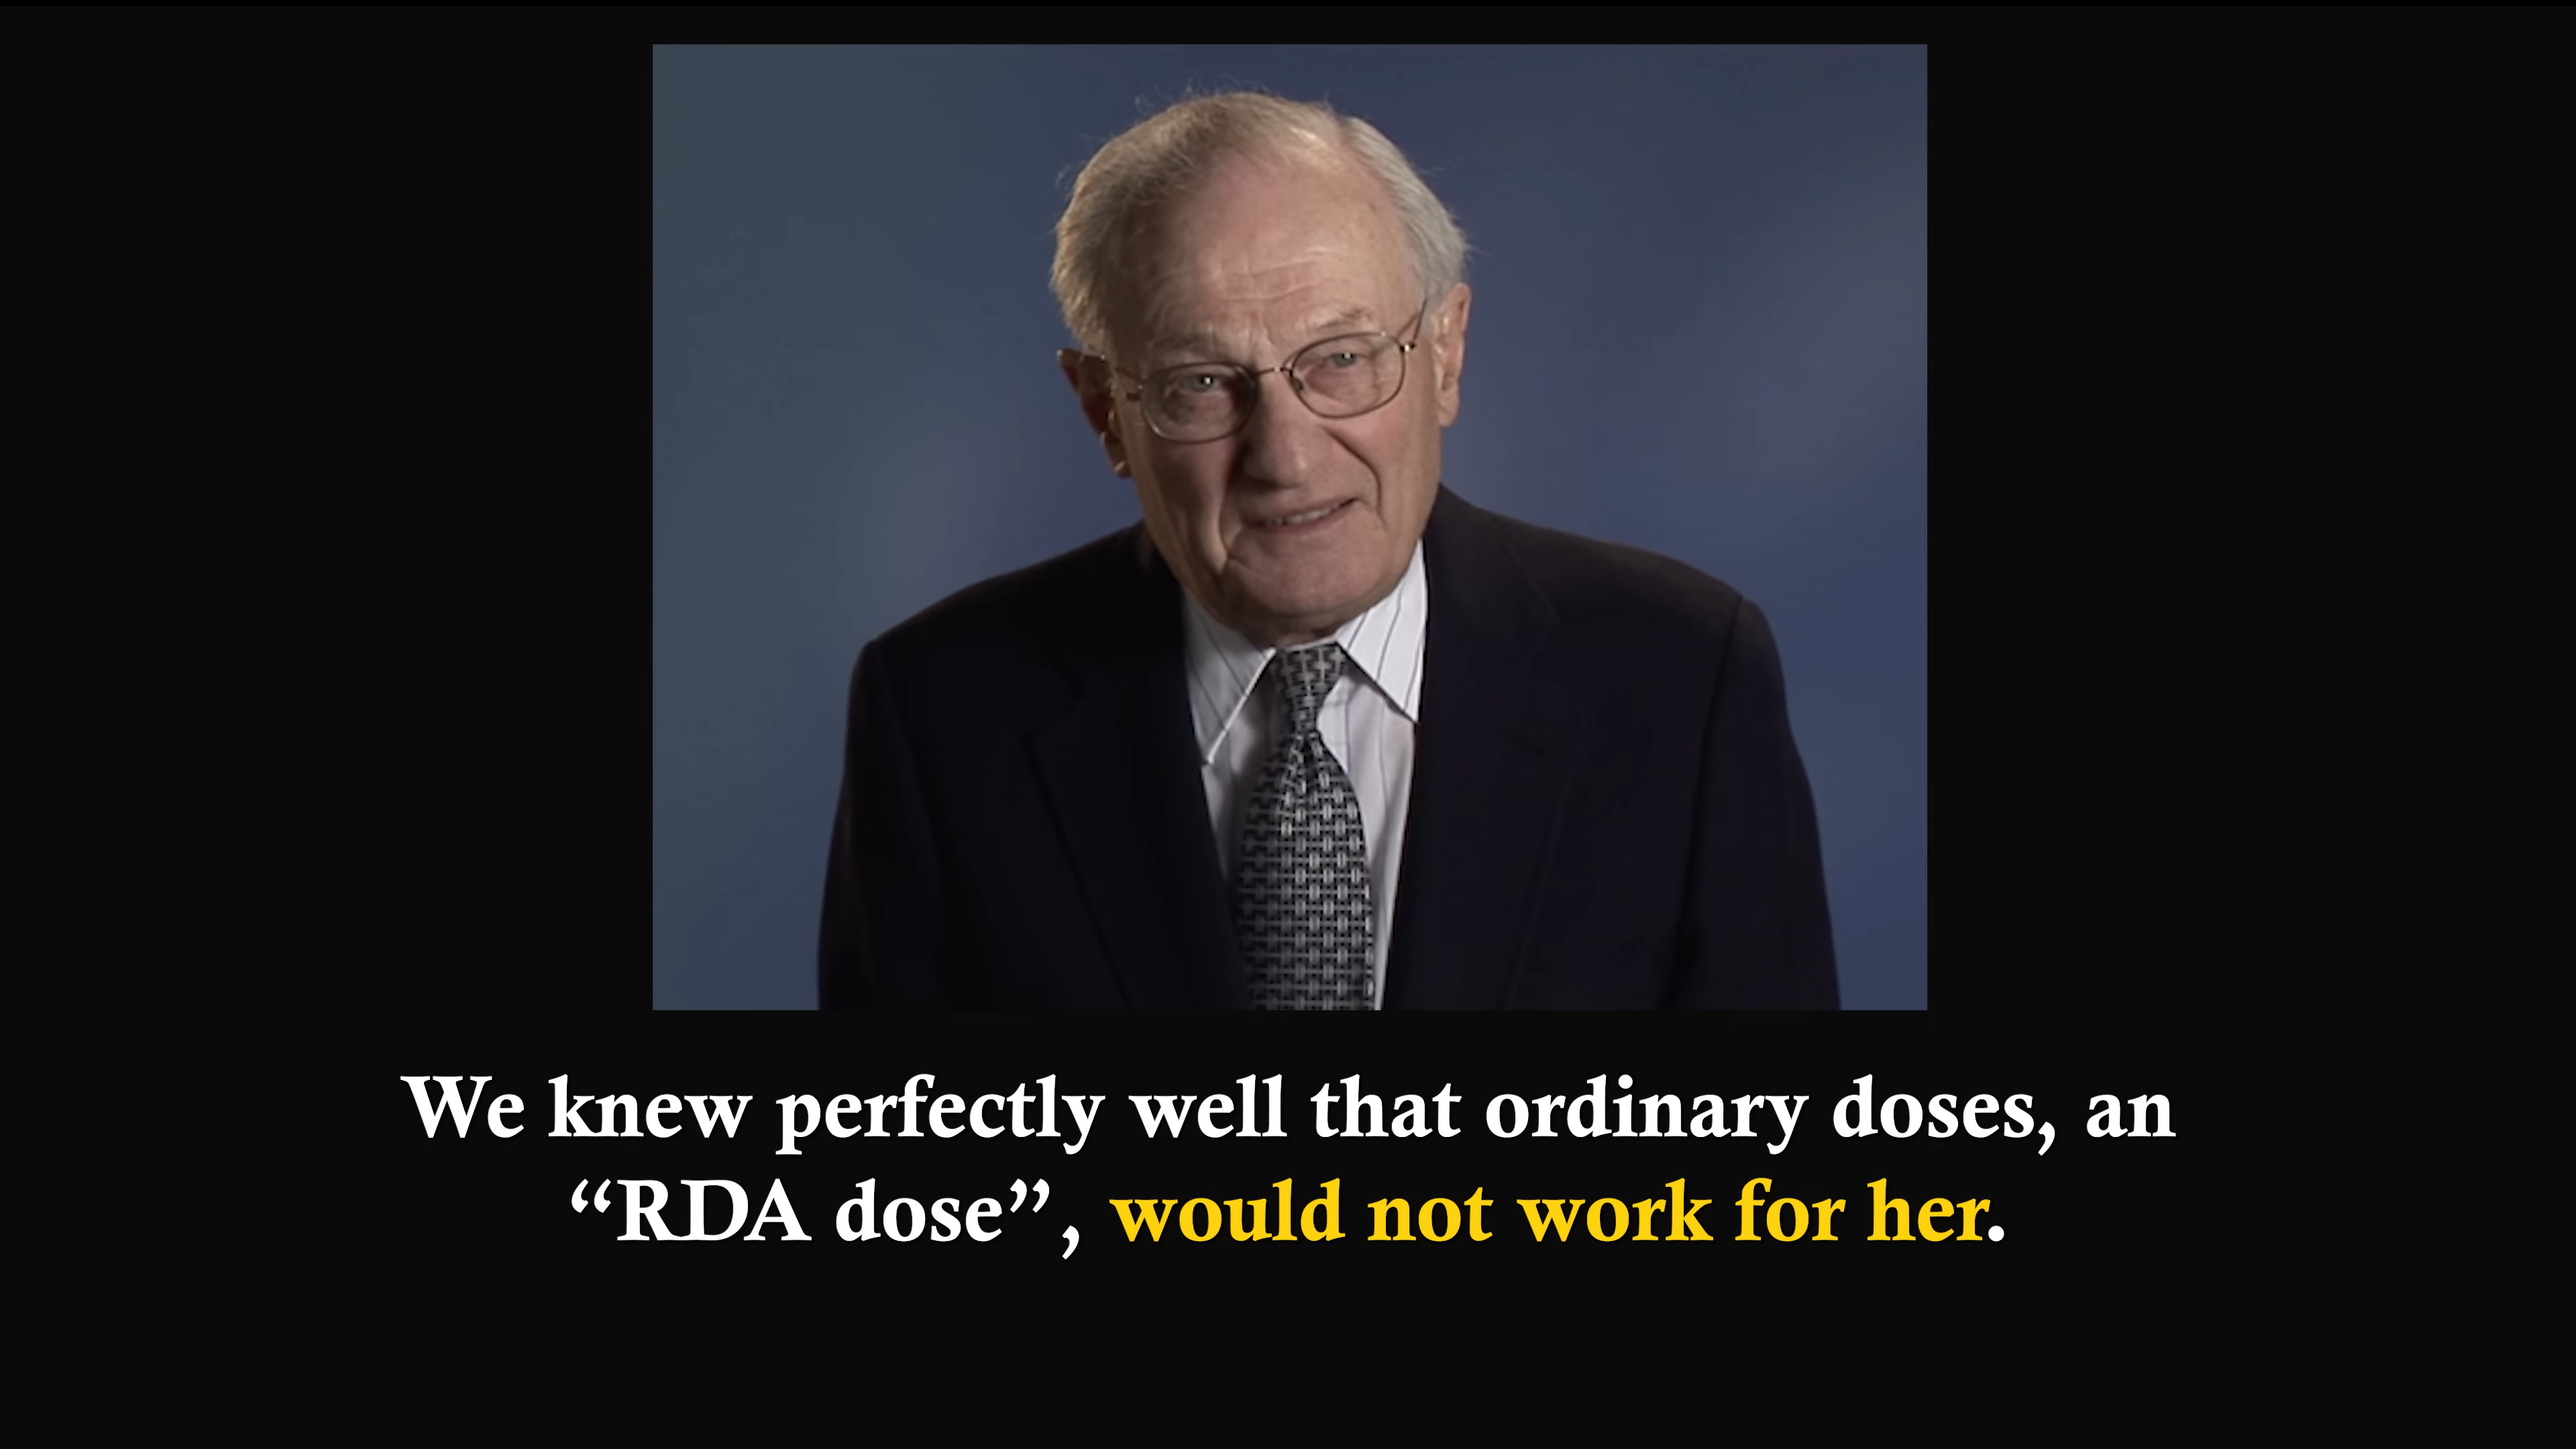 We knew perfectly well that ordinary doses, an
“RDA dose”, would not work for her.